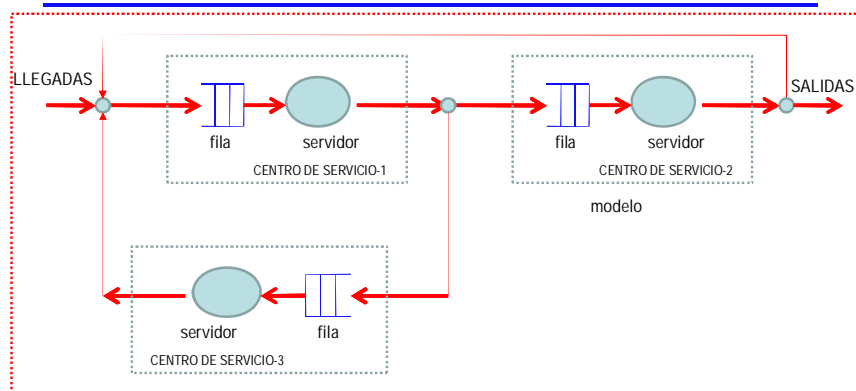 LLEGADAS
SALIDAS
fila
servidor
CENTRO DE SERVICIO-1
fila
servidor
CENTRO DE SERVICIO-2
modelo
servidor
fila
CENTRO DE SERVICIO-3